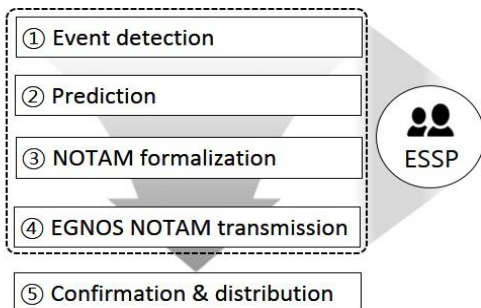 ① Event detection
② Prediction
③ NOTAM formalization
ESSP
④ EGNOS NOTAM transmission
⑤ Confirmation & distribution